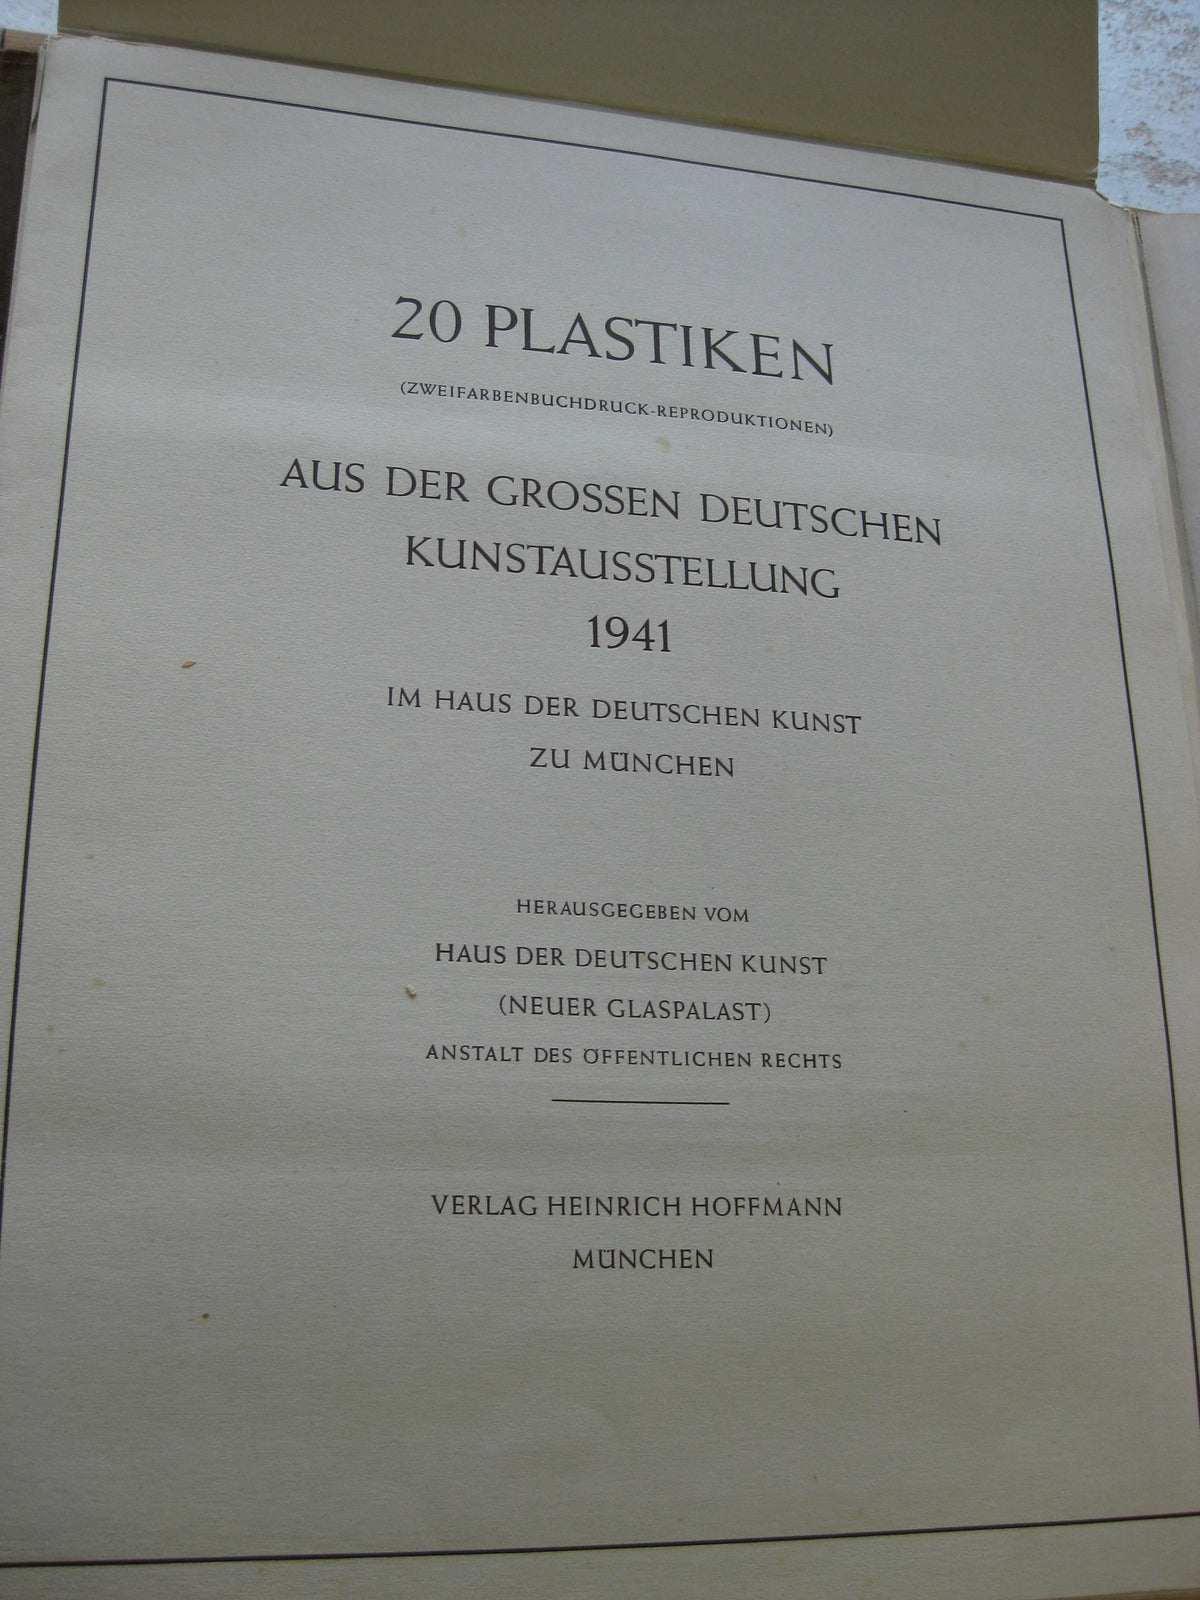 20 PLASTIKEN
(ZWEIFARBENBUCHDRUCK-REPRODUKTIONEN)
AUS DER GROSSEN DEUTSCHEN
KUNSTAUSSTELLUNG
1941
IM HAUS DER DEUTSCHEN KUNST
ZU MÜNCHEN
HERAUSGEGEBEN VOM
HAUS DER DEUTSCHEN KUNST
(NEUER GLASPALAST)
ANSTALT DES ÖFFENTLICHEN RECHTS
VERLAG HEINRICH HOFFMANN
MÜNCHEN